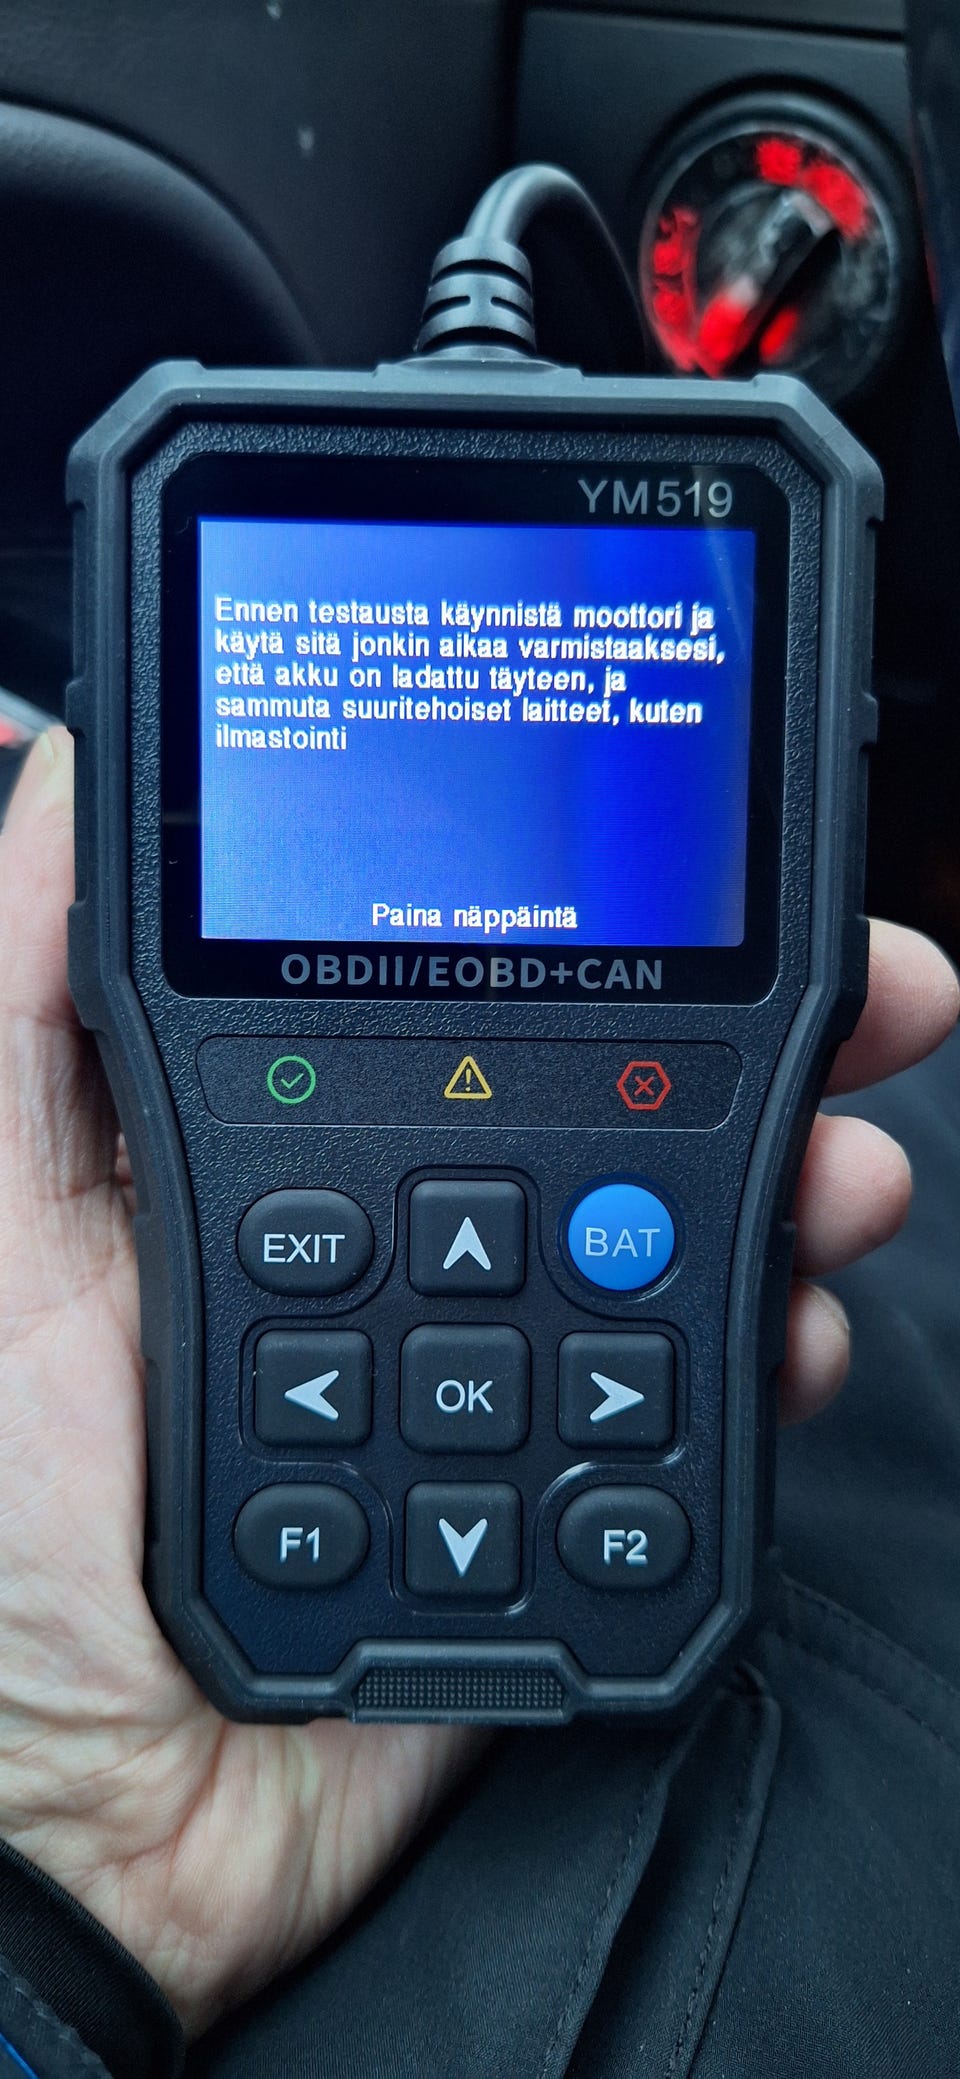 YM519
Ennen testausta käynnistä moottori ja
käytä sitä jonkin aikaa varmistaaksesi,
että akku on ladattu täyteen, ja
sammuta suuritehoiset laitteet, kuten
ilmastointi
Paina näppäintä
OBDII/EOBD+CAN
EXIT
BAT
OK
F1
F2